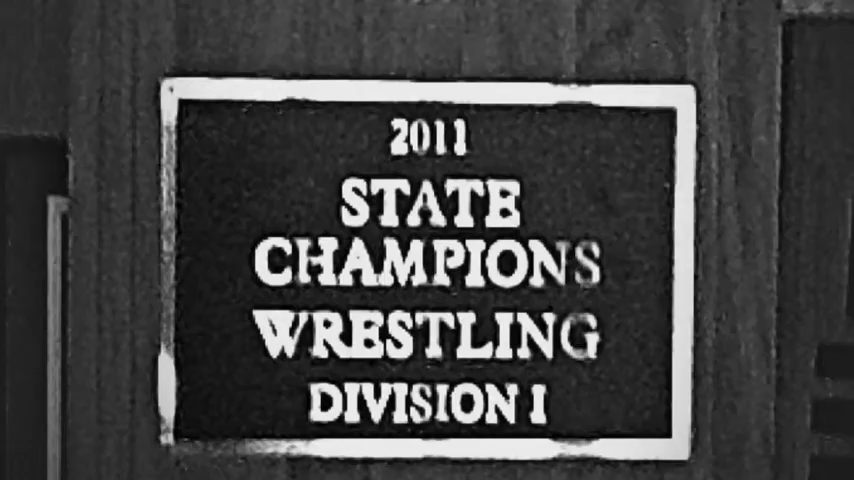 2011
STATE
CHAMPIONS
WRESTLING
DIVISION I